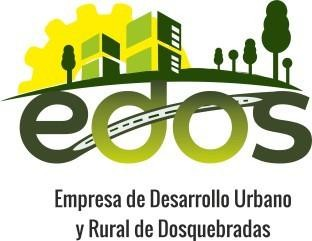 edos
Empresa de Desarrollo Urbano
y Rural de Dosquebradas